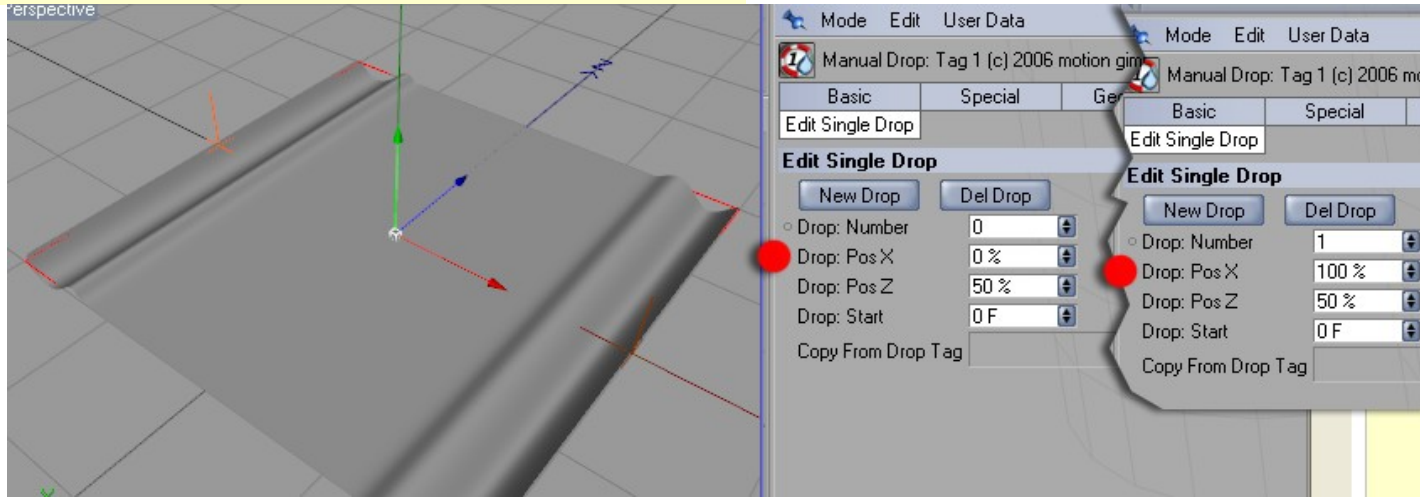 Perspective
Mode Edit User Data
Manual Drop: Tag 1 (c) 2006 motion gim
Basic Special Geo
Edit Single Drop
Edit Single Drop
New Drop Del Drop
Drop: Number 0
Drop: Pos X 0 %
Drop: Pos Z 50 %
Drop: Start 0 F
Copy From Drop Tag
Mode Edit User Data
Manual Drop: Tag 1 (c) 2006 mo
Basic Special
Edit Single Drop
Edit Single Drop
New Drop Del Drop
Drop: Number 1
Drop: Pos X 100 %
Drop: Pos Z 50 %
Drop: Start 0 F
Copy From Drop Tag